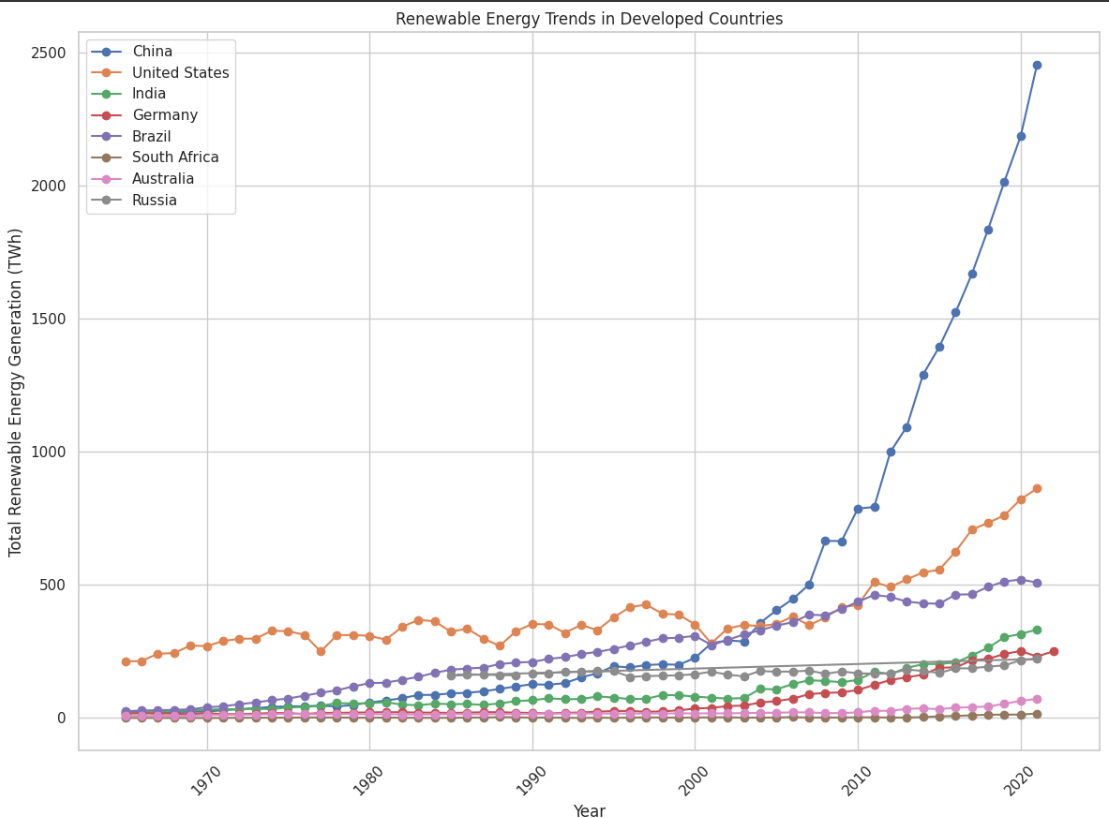 Renewable Energy Trends in Developed Countries
China
United States
India
Germany
Brazil
South Africa
Australia
Russia
Total Renewable Energy Generation (TWh)
2500
2000
1500
1000
500
0
1970
1980
1990
2000
2010
2020
Year